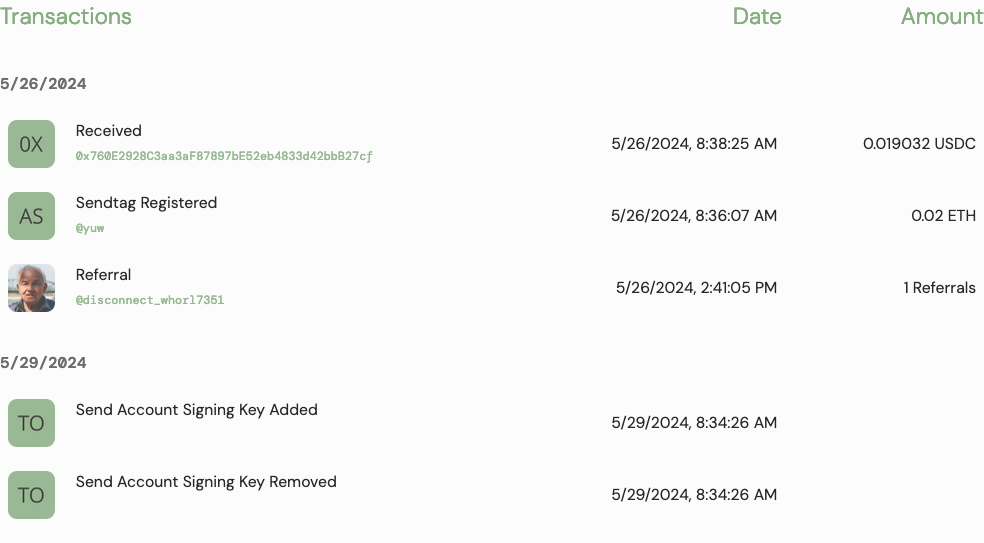 Transactions Date Amount
5/26/2024
0X Received
0x760E2928C3aa3aF87897bE52eb4833d42bbB27cf
5/26/2024, 8:38:25 AM 0.019032 USDC
AS Sendtag Registered
@yuw
5/26/2024, 8:36:07 AM 0.02 ETH
Referral
@disconnect_whorl7351
5/26/2024, 2:41:05 PM 1 Referrals
5/29/2024
TO Send Account Signing Key Added
5/29/2024, 8:34:26 AM
TO Send Account Signing Key Removed
5/29/2024, 8:34:26 AM